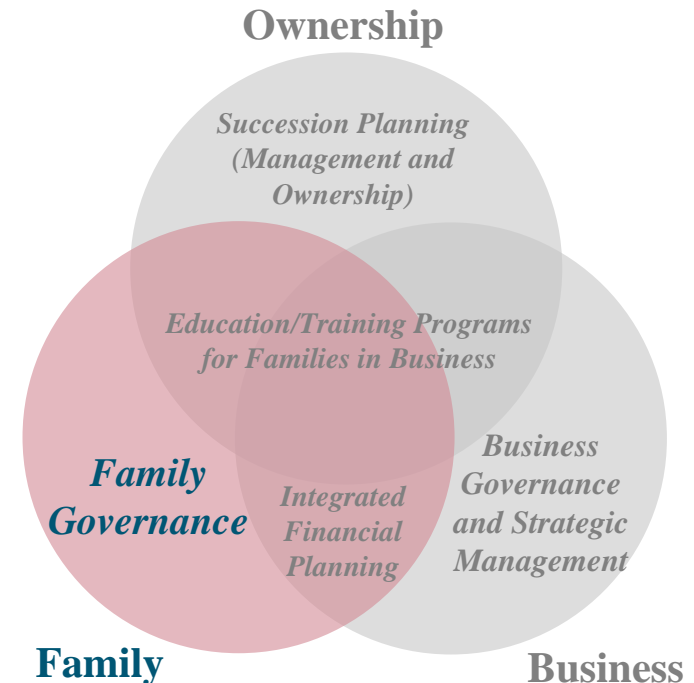 Ownership
Succession Planning
(Management and
Ownership)
Education/Training Programs
for Families in Business
Family
Governance
Integrated
Financial
Planning
Business
Governance
and Strategic
Management
Family
Business